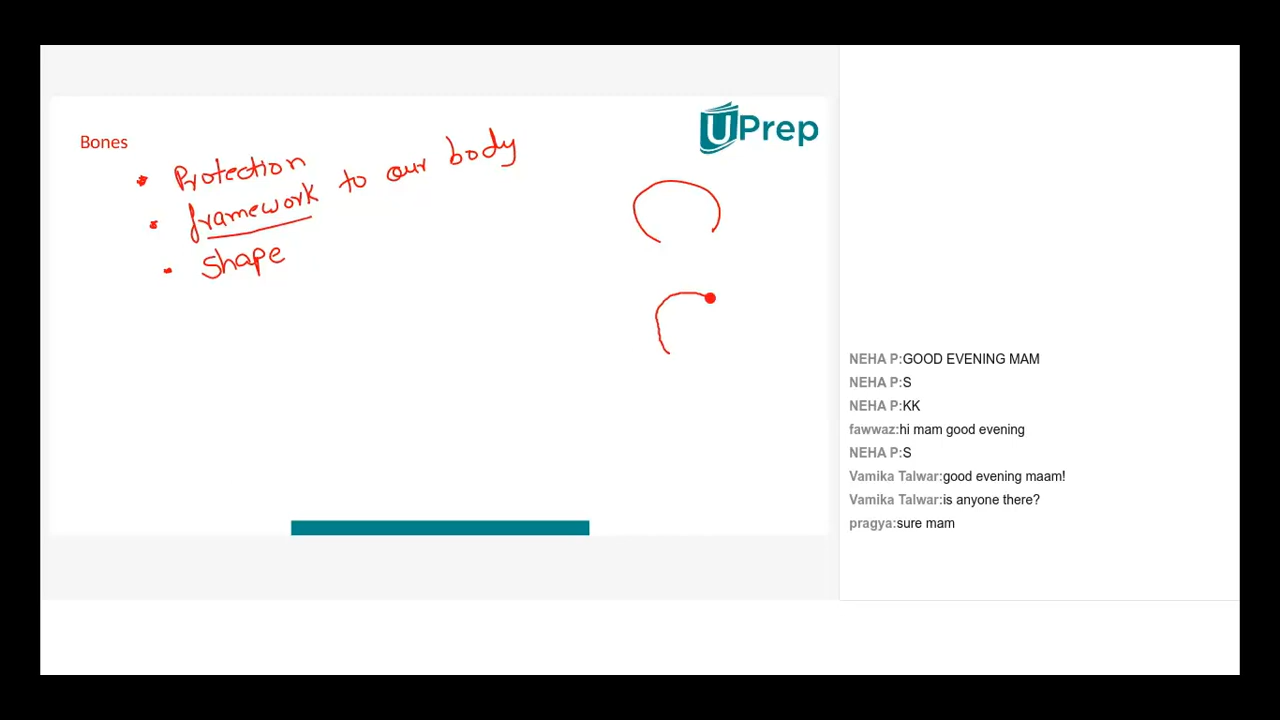 UPrep
Bones
• Protection
• framework to our body
• Shape
NEHA P:GOOD EVENING MAM
NEHA P:S
NEHA P:KK
fawwaz:hi mam good evening
NEHA P:S
Vamika Talwar:good evening maam!
Vamika Talwar:is anyone there?
pragya:sure mam